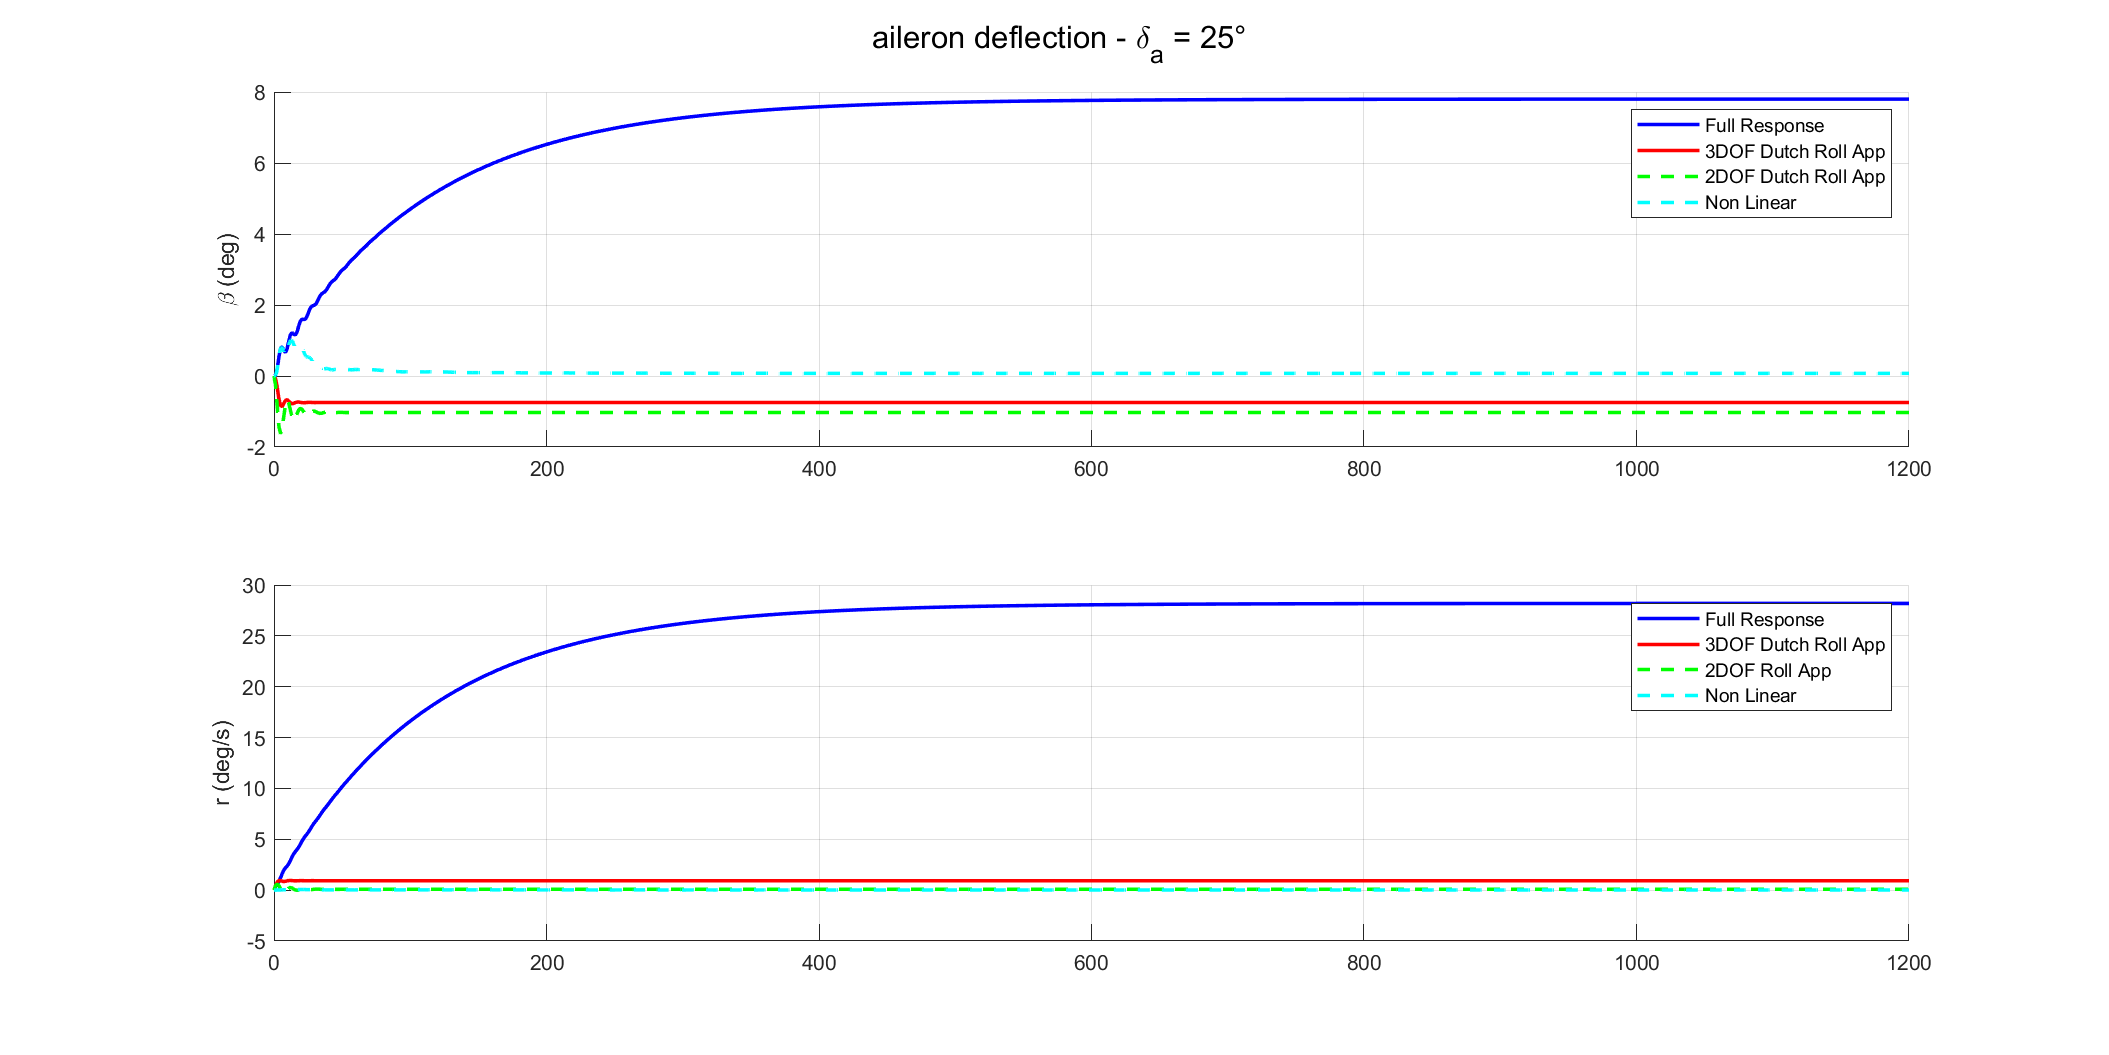 aileron deflection - δa = 25°
8
6
4
2
0
-2
β (deg)
0 200 400 600 800 1000 1200
Full Response
3DOF Dutch Roll App
2DOF Dutch Roll App
Non Linear
30
25
20
15
10
5
0
-5
r (deg/s)
0 200 400 600 800 1000 1200
Full Response
3DOF Dutch Roll App
2DOF Roll App
Non Linear